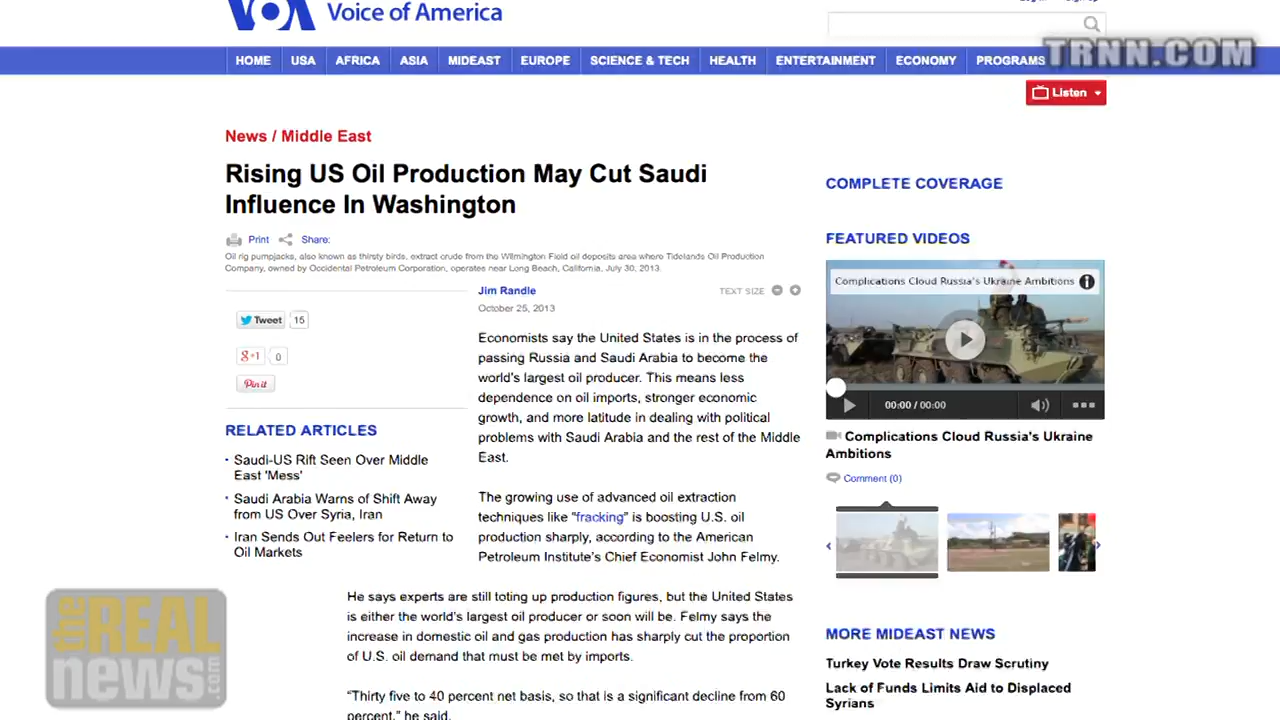 VOA Voice of America
TRNN.COM
HOME USA AFRICA ASIA MIDEAST EUROPE SCIENCE & TECH HEALTH ENTERTAINMENT ECONOMY PROGRAMS
Listen
News / Middle East
Rising US Oil Production May Cut Saudi
Influence In Washington
Print Share:
Oil rig pumpjacks, also known as thirsty birds, extract crude from the Wilmington Field oil deposits area where Tidelands Oil Production
Company, owned by Occidental Petroleum Corporation, operates near Long Beach, California, July 30, 2013.
Tweet 15
g+1 0
Pin it
RELATED ARTICLES
· Saudi-US Rift Seen Over Middle
East 'Mess'
· Saudi Arabia Warns of Shift Away
from US Over Syria, Iran
· Iran Sends Out Feelers for Return to
Oil Markets
Jim Randle
TEXT SIZE
October 25, 2013
Economists say the United States is in the process of
passing Russia and Saudi Arabia to become the
world's largest oil producer. This means less
dependence on oil imports, stronger economic
growth, and more latitude in dealing with political
problems with Saudi Arabia and the rest of the Middle
East.
The growing use of advanced oil extraction
techniques like “fracking” is boosting U.S. oil
production sharply, according to the American
Petroleum Institute's Chief Economist John Felmy.
He says experts are still toting up production figures, but the United States
is either the world's largest oil producer or soon will be. Felmy says the
increase in domestic oil and gas production has sharply cut the proportion
of U.S. oil demand that must be met by imports.
“Thirty five to 40 percent net basis, so that is a significant decline from 60
percent,” he said.
COMPLETE COVERAGE
FEATURED VIDEOS
Complications Cloud Russia's Ukraine Ambitions
00:00 / 00:00
Complications Cloud Russia's Ukraine
Ambitions
Comment (0)
MORE MIDEAST NEWS
Turkey Vote Results Draw Scrutiny
Lack of Funds Limits Aid to Displaced
Syrians
the
REAL
news.com